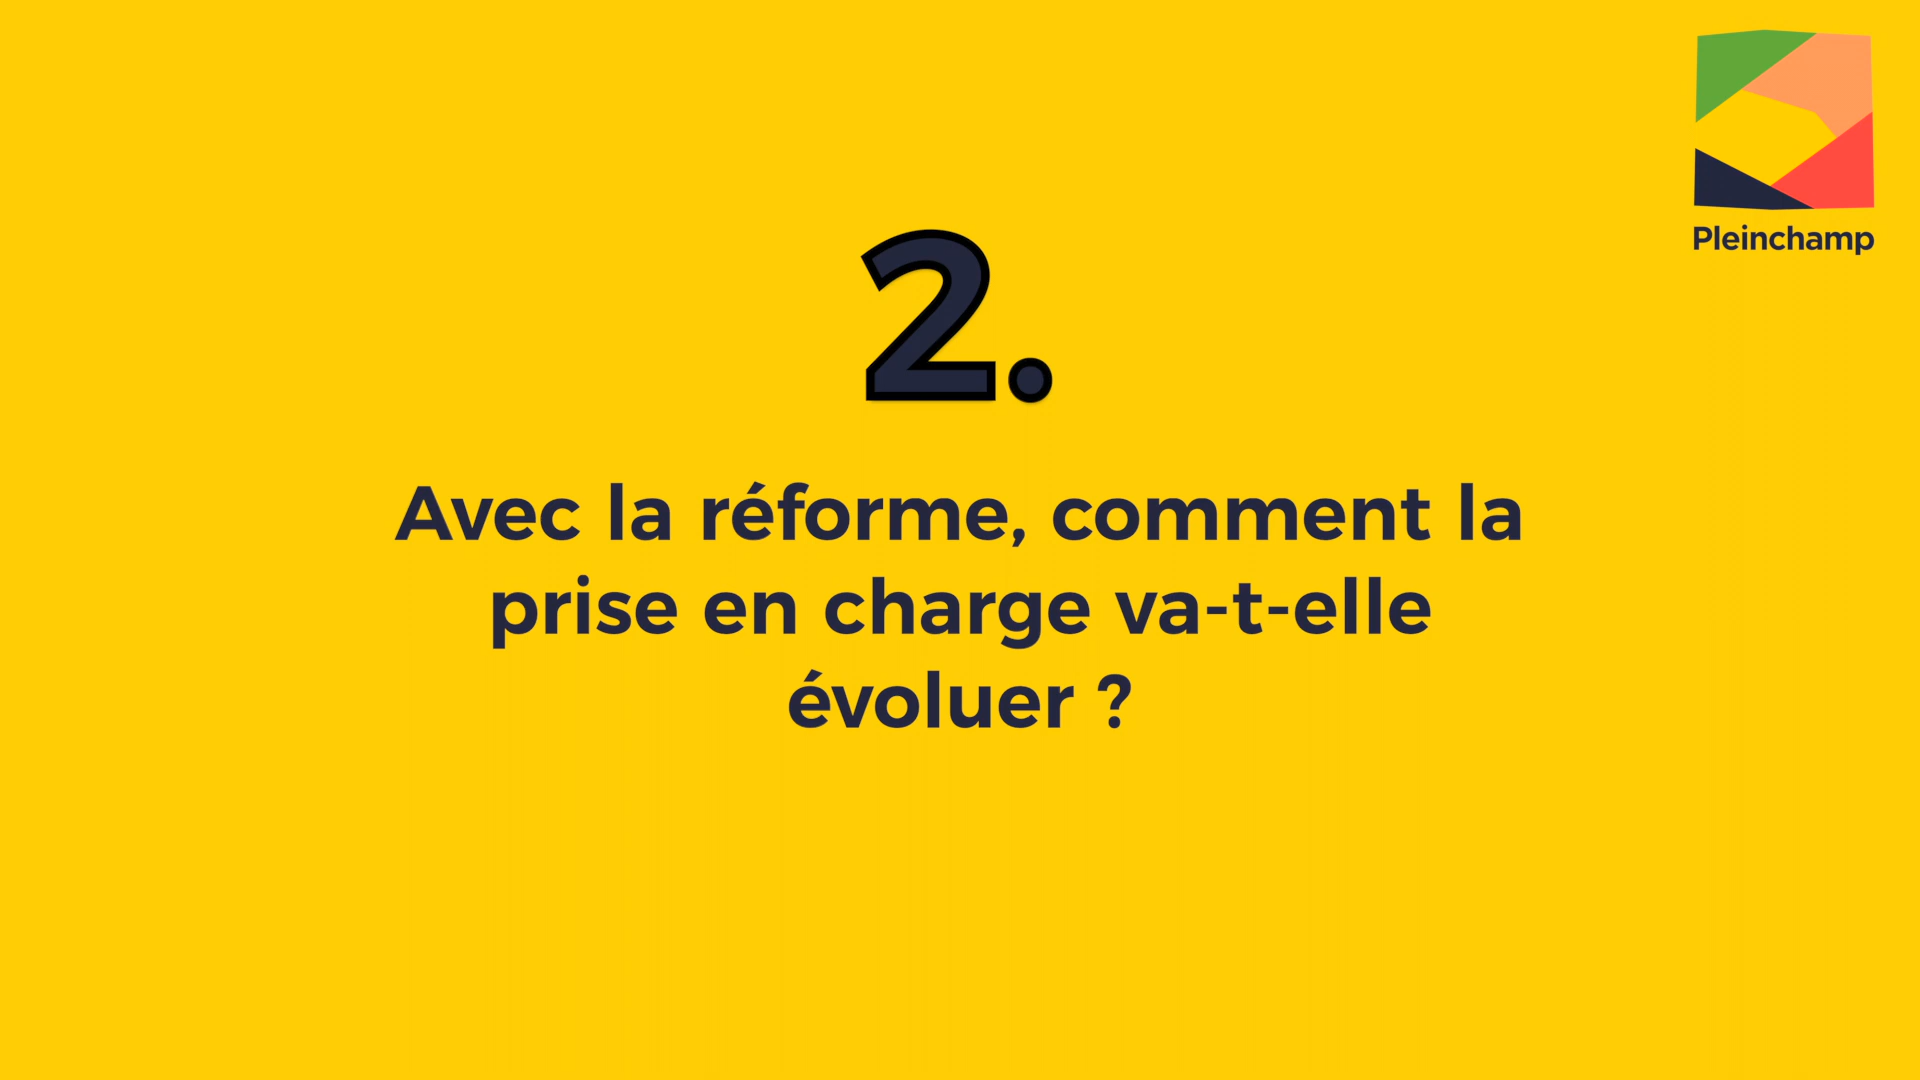 Pleinchamp
2.
Avec la réforme, comment la
prise en charge va-t-elle
évoluer ?